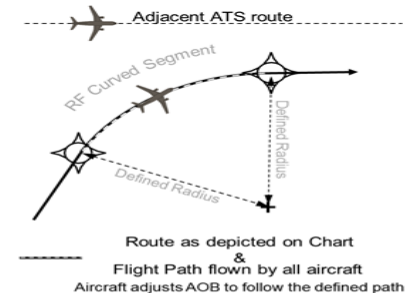 Adjacent ATS route
RF Curved Segment
Defined Radius
Defined Radius
Route as depicted on Chart
&
Flight Path flown by all aircraft
Aircraft adjusts AOB to follow the defined path